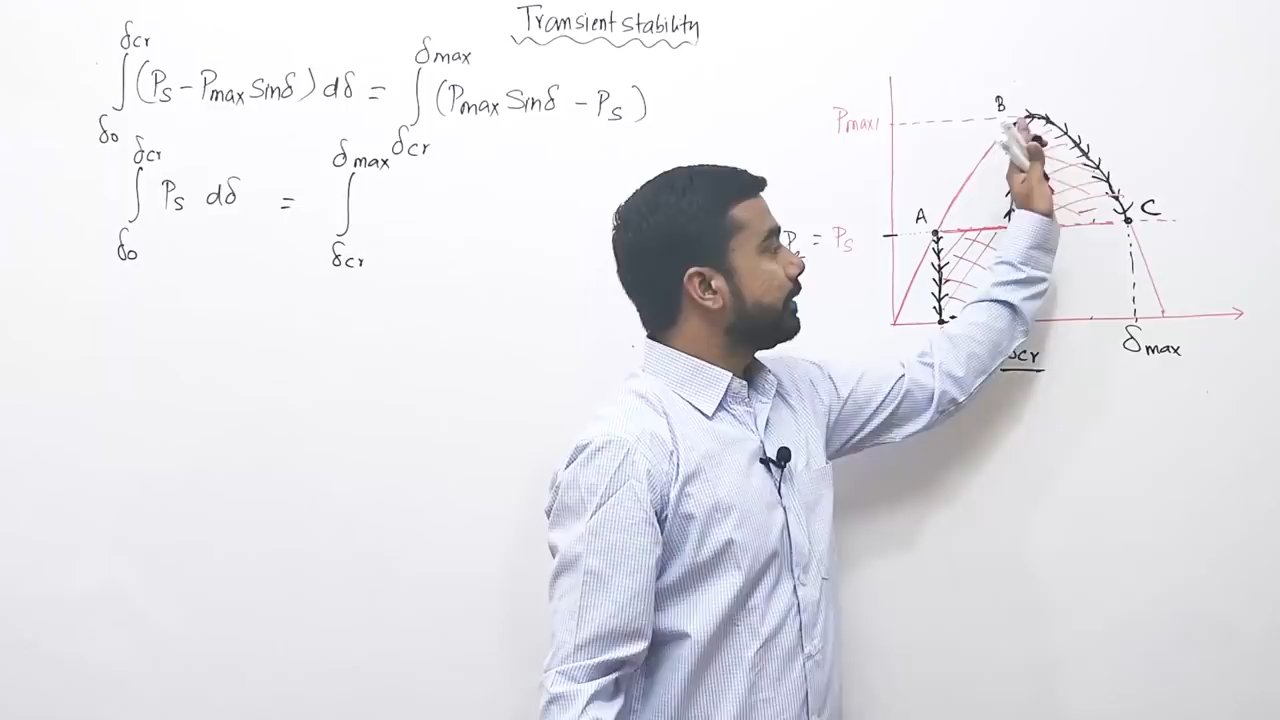 Transient stability
∫_{δ0}^{δcr} (Ps − Pmax Sinδ) dδ = ∫_{δcr}^{δmax} (Pmax Sinδ − Ps)
∫_{δ0}^{δcr} Ps dδ = ∫_{δcr}^{δmax}
B
Pmax1
A
C
= Ps
δcr
δmax